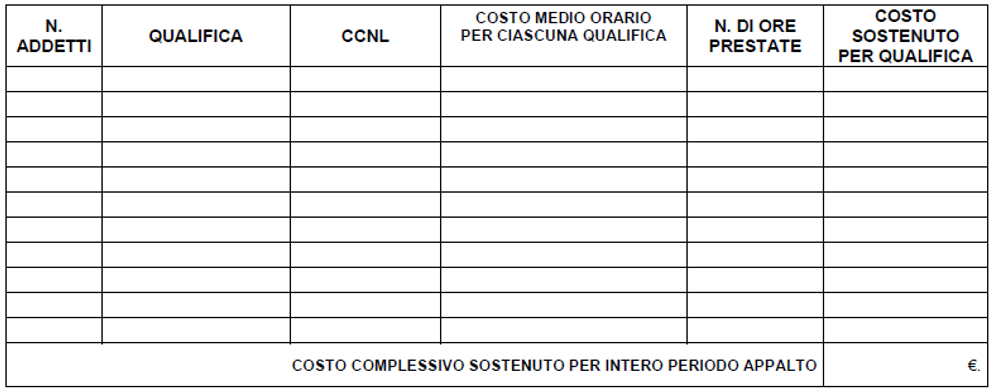 N.
ADDETTI
QUALIFICA
CCNL
COSTO MEDIO ORARIO
PER CIASCUNA QUALIFICA
N. DI ORE
PRESTATE
COSTO
SOSTENUTO
PER QUALIFICA
COSTO COMPLESSIVO SOSTENUTO PER INTERO PERIODO APPALTO
€.